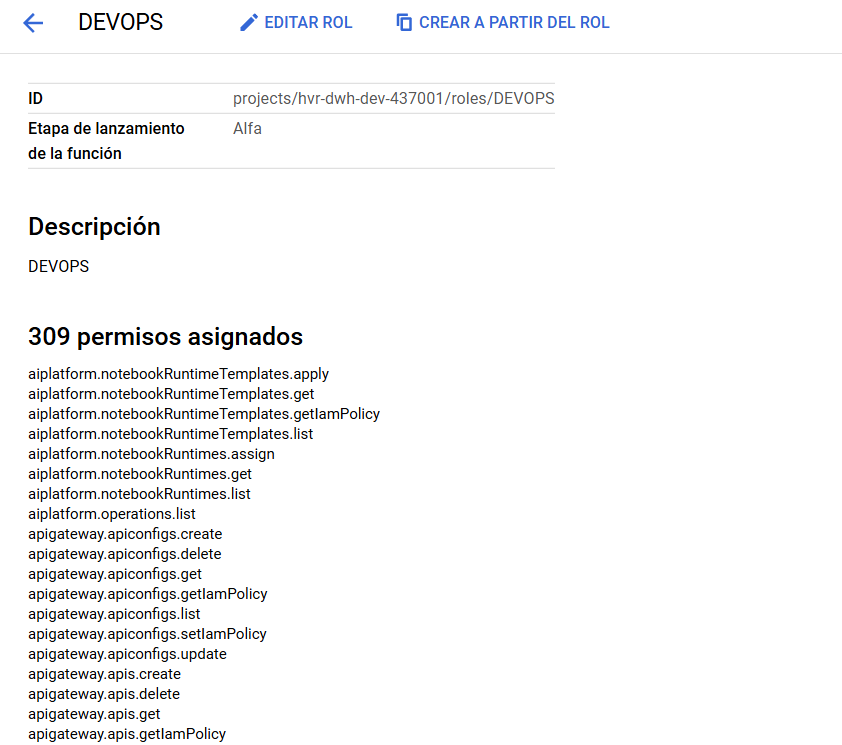 DEVOPS EDITAR ROL CREAR A PARTIR DEL ROL
ID projects/hvr-dwh-dev-437001/roles/DEVOPS
Etapa de lanzamiento Alfa
de la función
Descripción
DEVOPS
309 permisos asignados
aiplatform.notebookRuntimeTemplates.apply
aiplatform.notebookRuntimeTemplates.get
aiplatform.notebookRuntimeTemplates.getIamPolicy
aiplatform.notebookRuntimeTemplates.list
aiplatform.notebookRuntimes.assign
aiplatform.notebookRuntimes.get
aiplatform.notebookRuntimes.list
aiplatform.operations.list
apigateway.apiconfigs.create
apigateway.apiconfigs.delete
apigateway.apiconfigs.get
apigateway.apiconfigs.getIamPolicy
apigateway.apiconfigs.list
apigateway.apiconfigs.setIamPolicy
apigateway.apiconfigs.update
apigateway.apis.create
apigateway.apis.delete
apigateway.apis.get
apigateway.apis.getIamPolicy